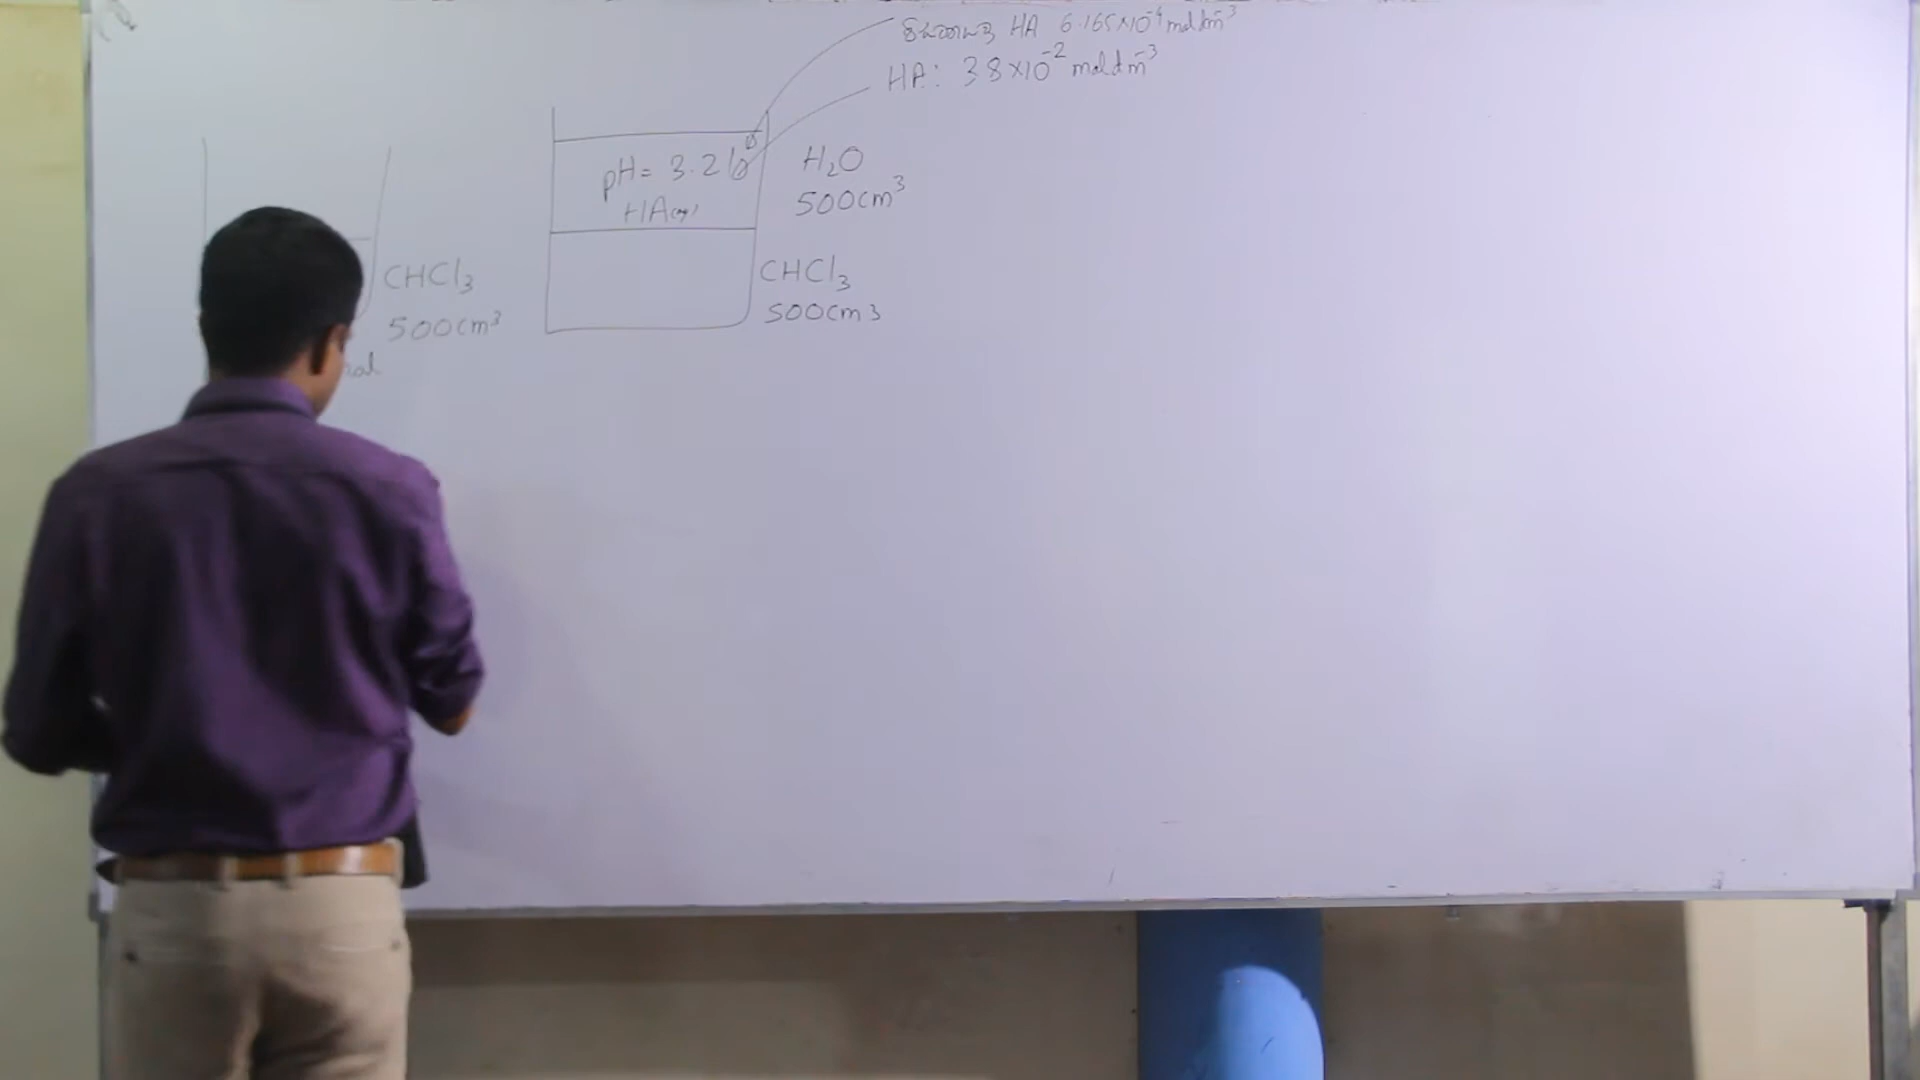 HA 6.165×10⁻⁴ moldm⁻³
HA: 3.8×10⁻² moldm⁻³
pH = 3.21
HA(aq)
H₂O
500cm³
CHCl₃
500cm³
CHCl₃
500cm3